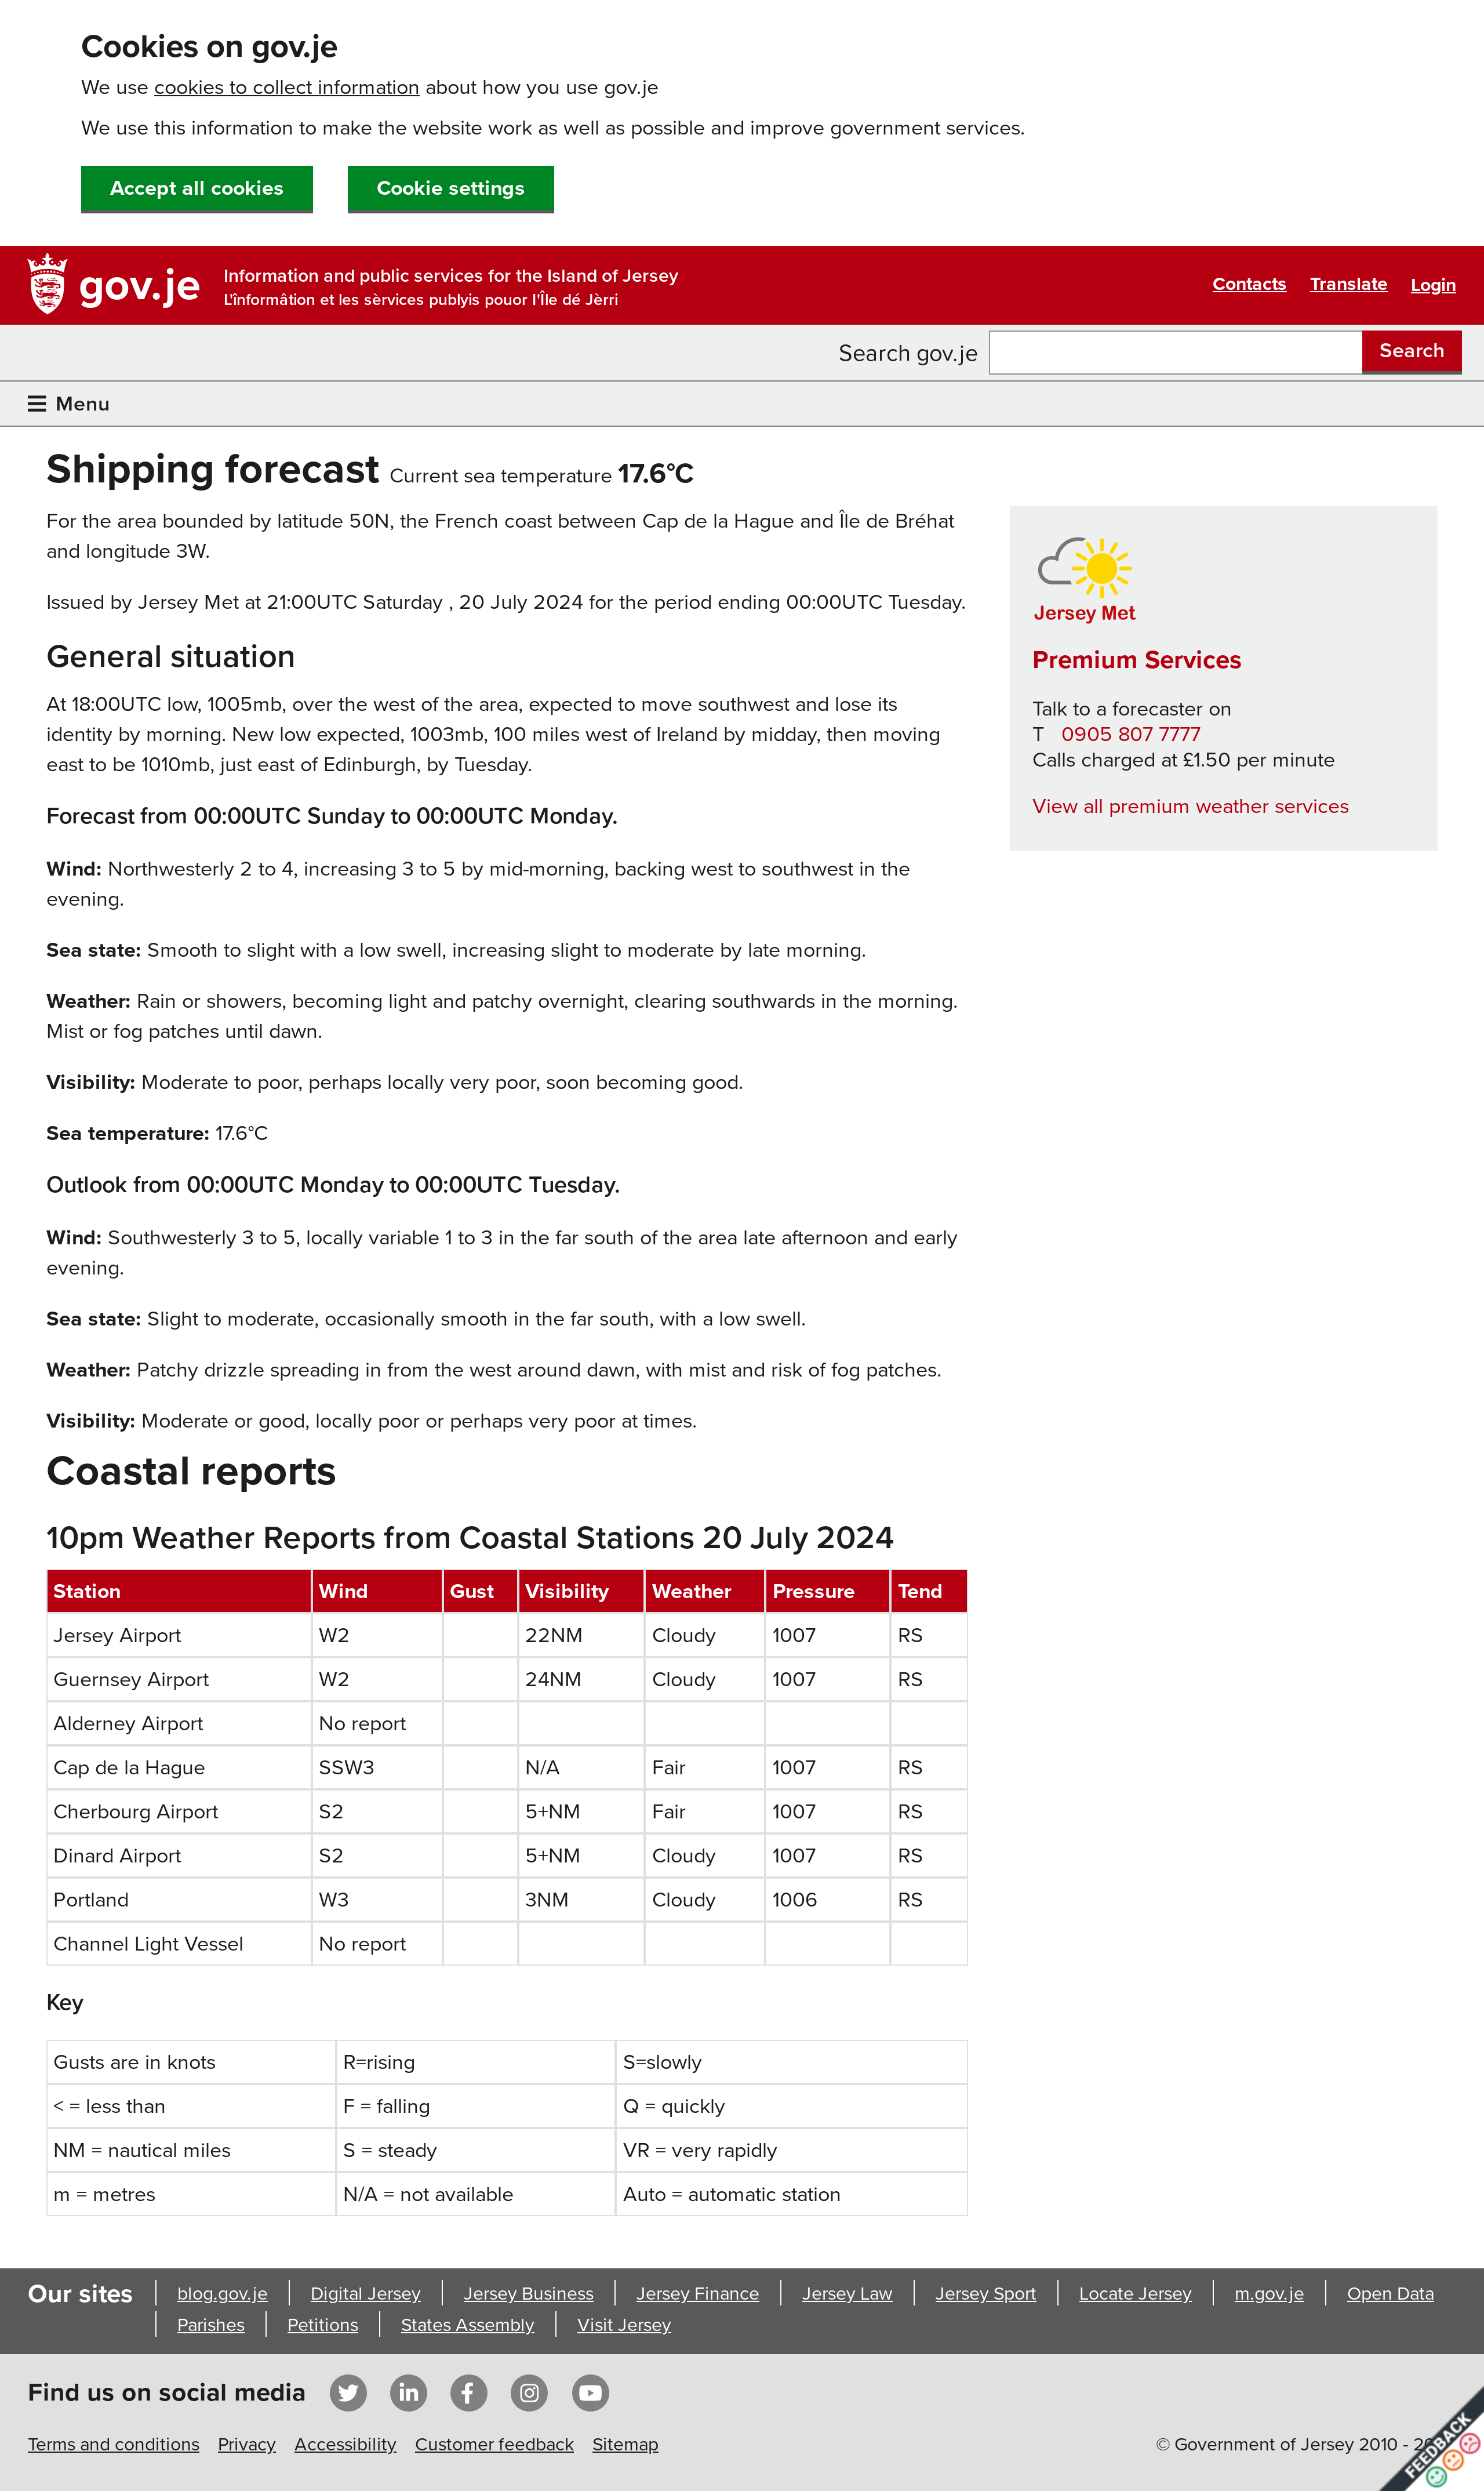 Cookies on gov.je
We use cookies to collect information about how you use gov.je
We use this information to make the website work as well as possible and improve government services.
Accept all cookies
Cookie settings
gov.je
Information and public services for the Island of Jersey
L'înformâtion et les sèrvices publyis pouor I'Île dé Jèrri
Contacts
Translate
Login
Search gov.je
Search
Menu
Shipping forecast Current sea temperature 17.6°C
For the area bounded by latitude 50N, the French coast between Cap de la Hague and Île de Bréhat
and longitude 3W.
Issued by Jersey Met at 21:00UTC Saturday , 20 July 2024 for the period ending 00:00UTC Tuesday.
General situation
At 18:00UTC low, 1005mb, over the west of the area, expected to move southwest and lose its
identity by morning. New low expected, 1003mb, 100 miles west of Ireland by midday, then moving
east to be 1010mb, just east of Edinburgh, by Tuesday.
Forecast from 00:00UTC Sunday to 00:00UTC Monday.
Wind: Northwesterly 2 to 4, increasing 3 to 5 by mid-morning, backing west to southwest in the
evening.
Sea state: Smooth to slight with a low swell, increasing slight to moderate by late morning.
Weather: Rain or showers, becoming light and patchy overnight, clearing southwards in the morning.
Mist or fog patches until dawn.
Visibility: Moderate to poor, perhaps locally very poor, soon becoming good.
Sea temperature: 17.6°C
Outlook from 00:00UTC Monday to 00:00UTC Tuesday.
Wind: Southwesterly 3 to 5, locally variable 1 to 3 in the far south of the area late afternoon and early
evening.
Sea state: Slight to moderate, occasionally smooth in the far south, with a low swell.
Weather: Patchy drizzle spreading in from the west around dawn, with mist and risk of fog patches.
Visibility: Moderate or good, locally poor or perhaps very poor at times.
Jersey Met
Premium Services
Talk to a forecaster on
T 0905 807 7777
Calls charged at £1.50 per minute
View all premium weather services
Coastal reports
10pm Weather Reports from Coastal Stations 20 July 2024
Station Wind Gust Visibility Weather Pressure Tend
Jersey Airport W2 22NM Cloudy 1007 RS
Guernsey Airport W2 24NM Cloudy 1007 RS
Alderney Airport No report
Cap de la Hague SSW3 N/A Fair 1007 RS
Cherbourg Airport S2 5+NM Fair 1007 RS
Dinard Airport S2 5+NM Cloudy 1007 RS
Portland W3 3NM Cloudy 1006 RS
Channel Light Vessel No report
Key
Gusts are in knots R=rising S=slowly
< = less than F = falling Q = quickly
NM = nautical miles S = steady VR = very rapidly
m = metres N/A = not available Auto = automatic station
Our sites blog.gov.je Digital Jersey Jersey Business Jersey Finance Jersey Law Jersey Sport Locate Jersey m.gov.je Open Data
Parishes Petitions States Assembly Visit Jersey
Find us on social media
Terms and conditions Privacy Accessibility Customer feedback Sitemap
© Government of Jersey 2010 -
FEEDBACK